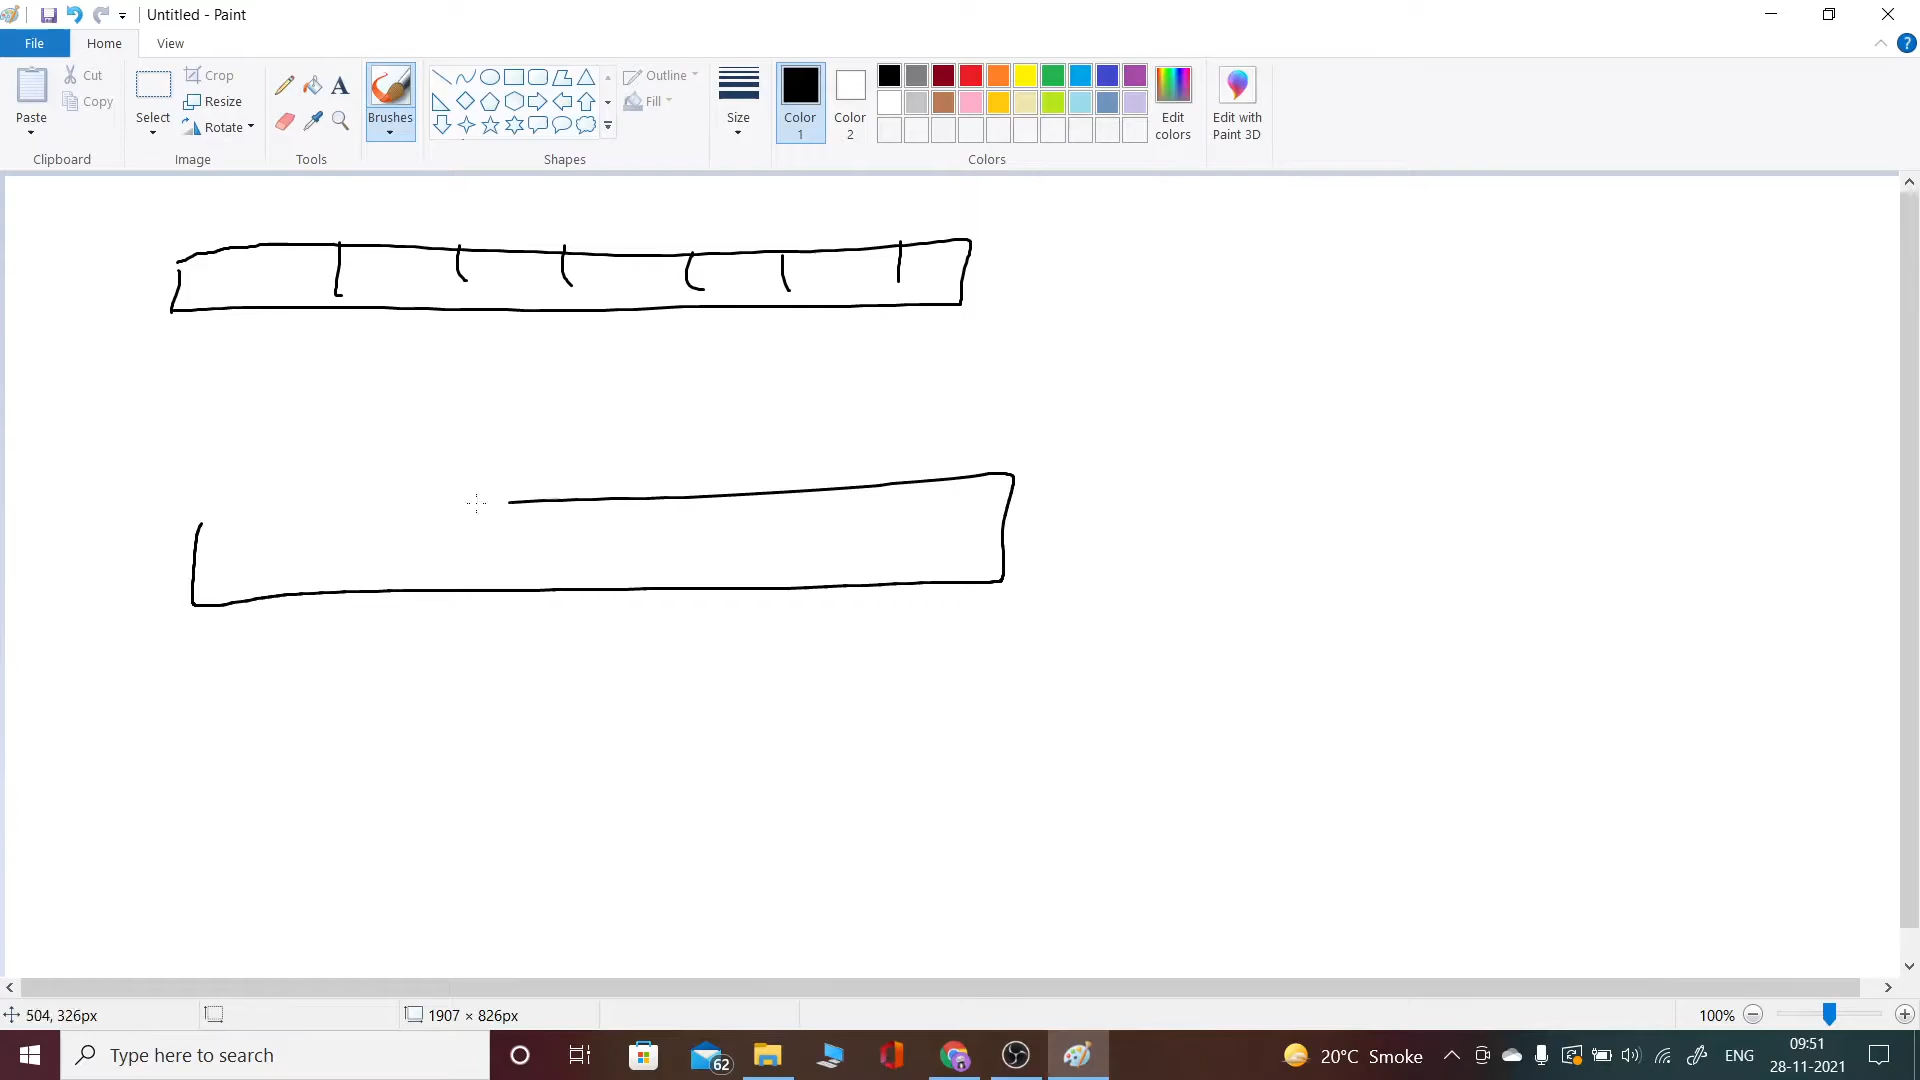 Untitled - Paint
File Home View
Paste
Cut
Copy
Clipboard
Select
Crop
Resize
Rotate
Image
Tools
Brushes
Shapes
Outline
Fill
Size
Color 1
Color 2
Colors
Edit colors
Edit with Paint 3D
504, 326px
1907 × 826px
100%
Type here to search
62
20°C Smoke
ENG
09:51
28-11-2021